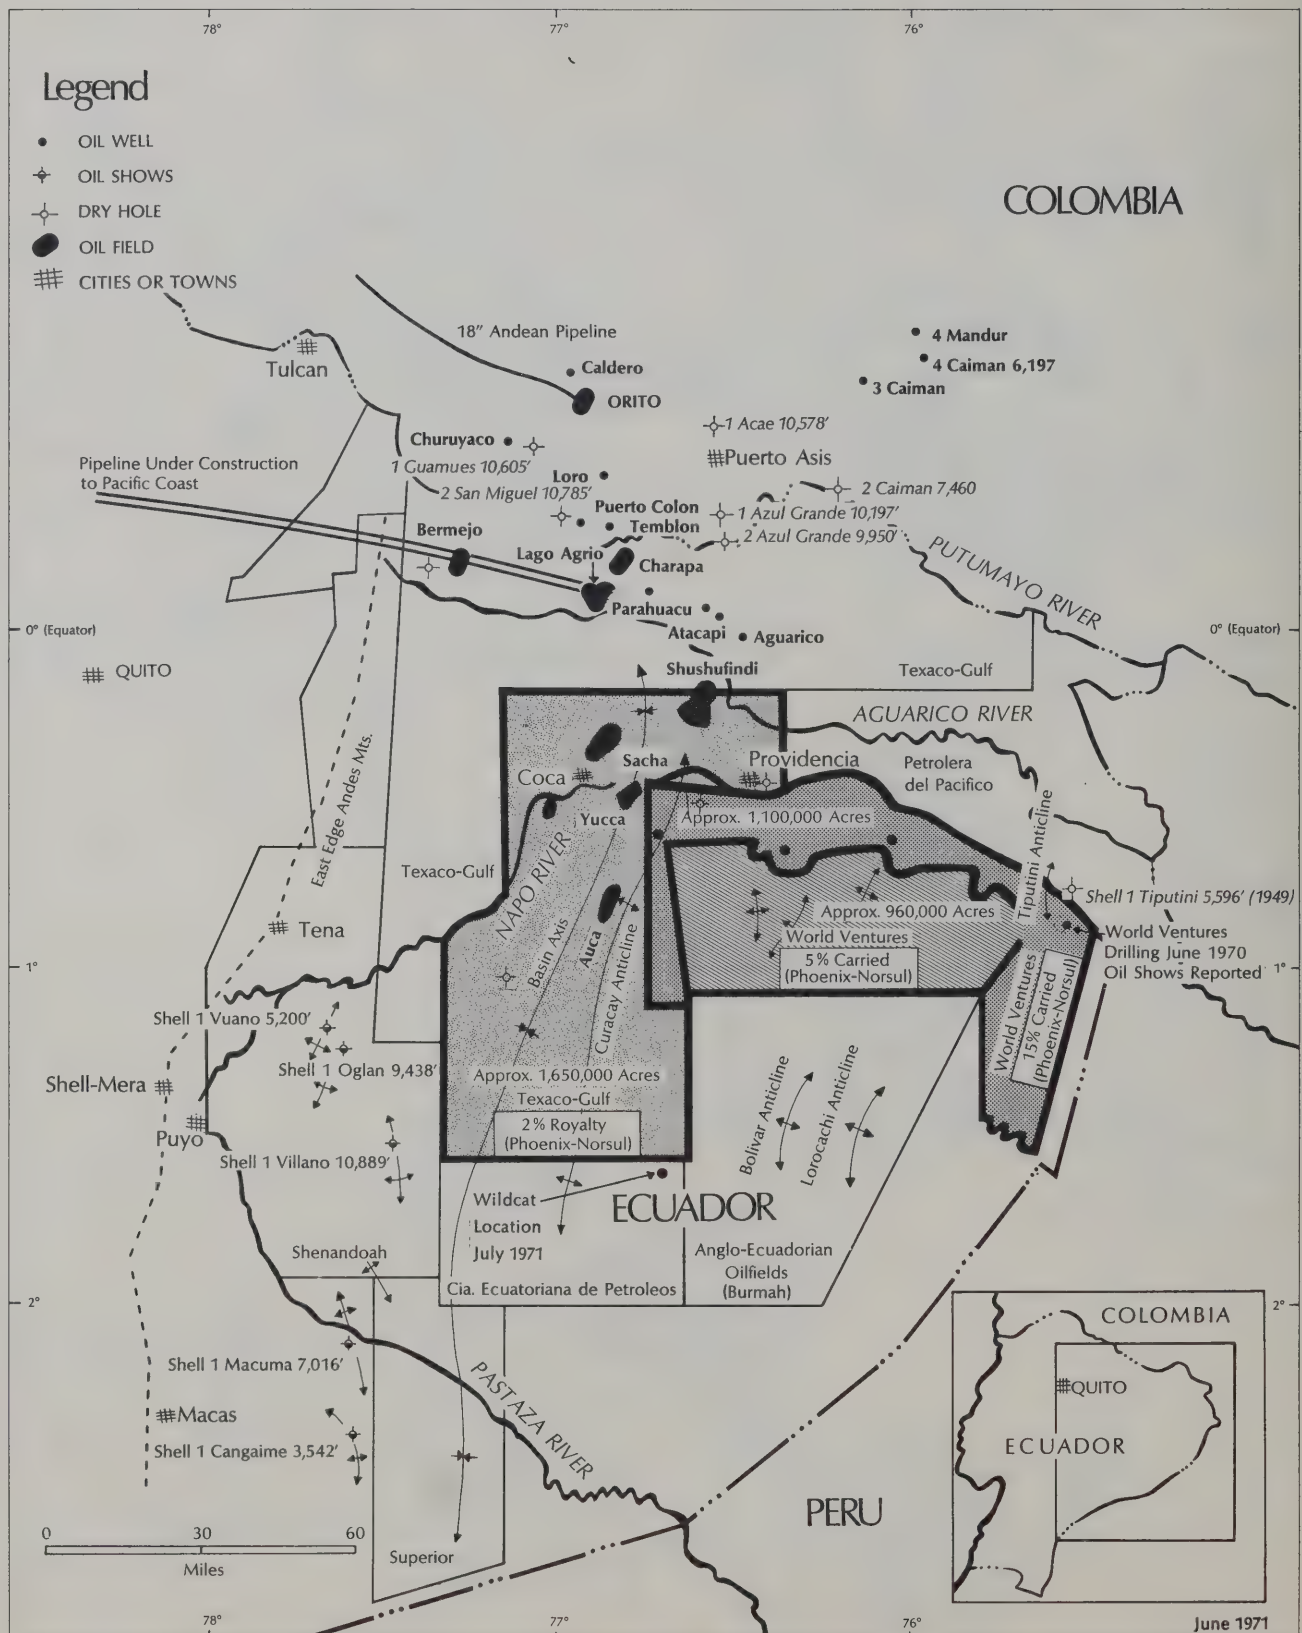 78°
77°
76°
Legend
OIL WELL
OIL SHOWS
DRY HOLE
OIL FIELD
CITIES OR TOWNS
COLOMBIA
18" Andean Pipeline
Tulcan
Caldero
ORITO
4 Mandur
4 Caiman 6,197
3 Caiman
1 Acae 10,578'
Churuyaco
Puerto Asis
Pipeline Under Construction
to Pacific Coast
1 Guamues 10,605'
Loro
2 San Miguel 10,785'
2 Caiman 7,460
Puerto Colon
1 Azul Grande 10,197'
Bermejo
Temblon
2 Azul Grande 9,950'
Lago Agrio
Charapa
PUTUMAYO RIVER
Parahuacu
0° (Equator)
Atacapi
Aguarico
0° (Equator)
QUITO
Shushufindi
Texaco-Gulf
AGUARICO RIVER
East Edge Andes Mts.
Sacha
Providencia
Petrolera
del Pacifico
Coca
Yucca
Approx. 1,100,000 Acres
Tiputini Anticline
Texaco-Gulf
NAPO RIVER
Shell 1 Tiputini 5,596' (1949)
Approx. 960,000 Acres
Tena
Basin Axis
Auca
Curacay Anticline
World Ventures
5% Carried
(Phoenix-Norsul)
World Ventures
Drilling June 1970
Oil Shows Reported
1°
1°
World Ventures
15% Carried
(Phoenix-Norsul)
Shell 1 Vuano 5,200'
Shell 1 Oglan 9,438'
Shell-Mera
Approx. 1,650,000 Acres
Texaco-Gulf
2% Royalty
(Phoenix-Norsul)
Bolivar Anticline
Lorocachi Anticline
Puyo
Shell 1 Villano 10,889'
Wildcat
Location
July 1971
ECUADOR
Shenandoah
Anglo-Ecuadorian
Oilfields
(Burmah)
Cia. Ecuatoriana de Petroleos
2°
2°
COLOMBIA
QUITO
ECUADOR
Shell 1 Macuma 7,016'
PASTAZA RIVER
Macas
Shell 1 Cangaime 3,542'
PERU
0
30
60
Miles
Superior
78°
77°
76°
June 1971